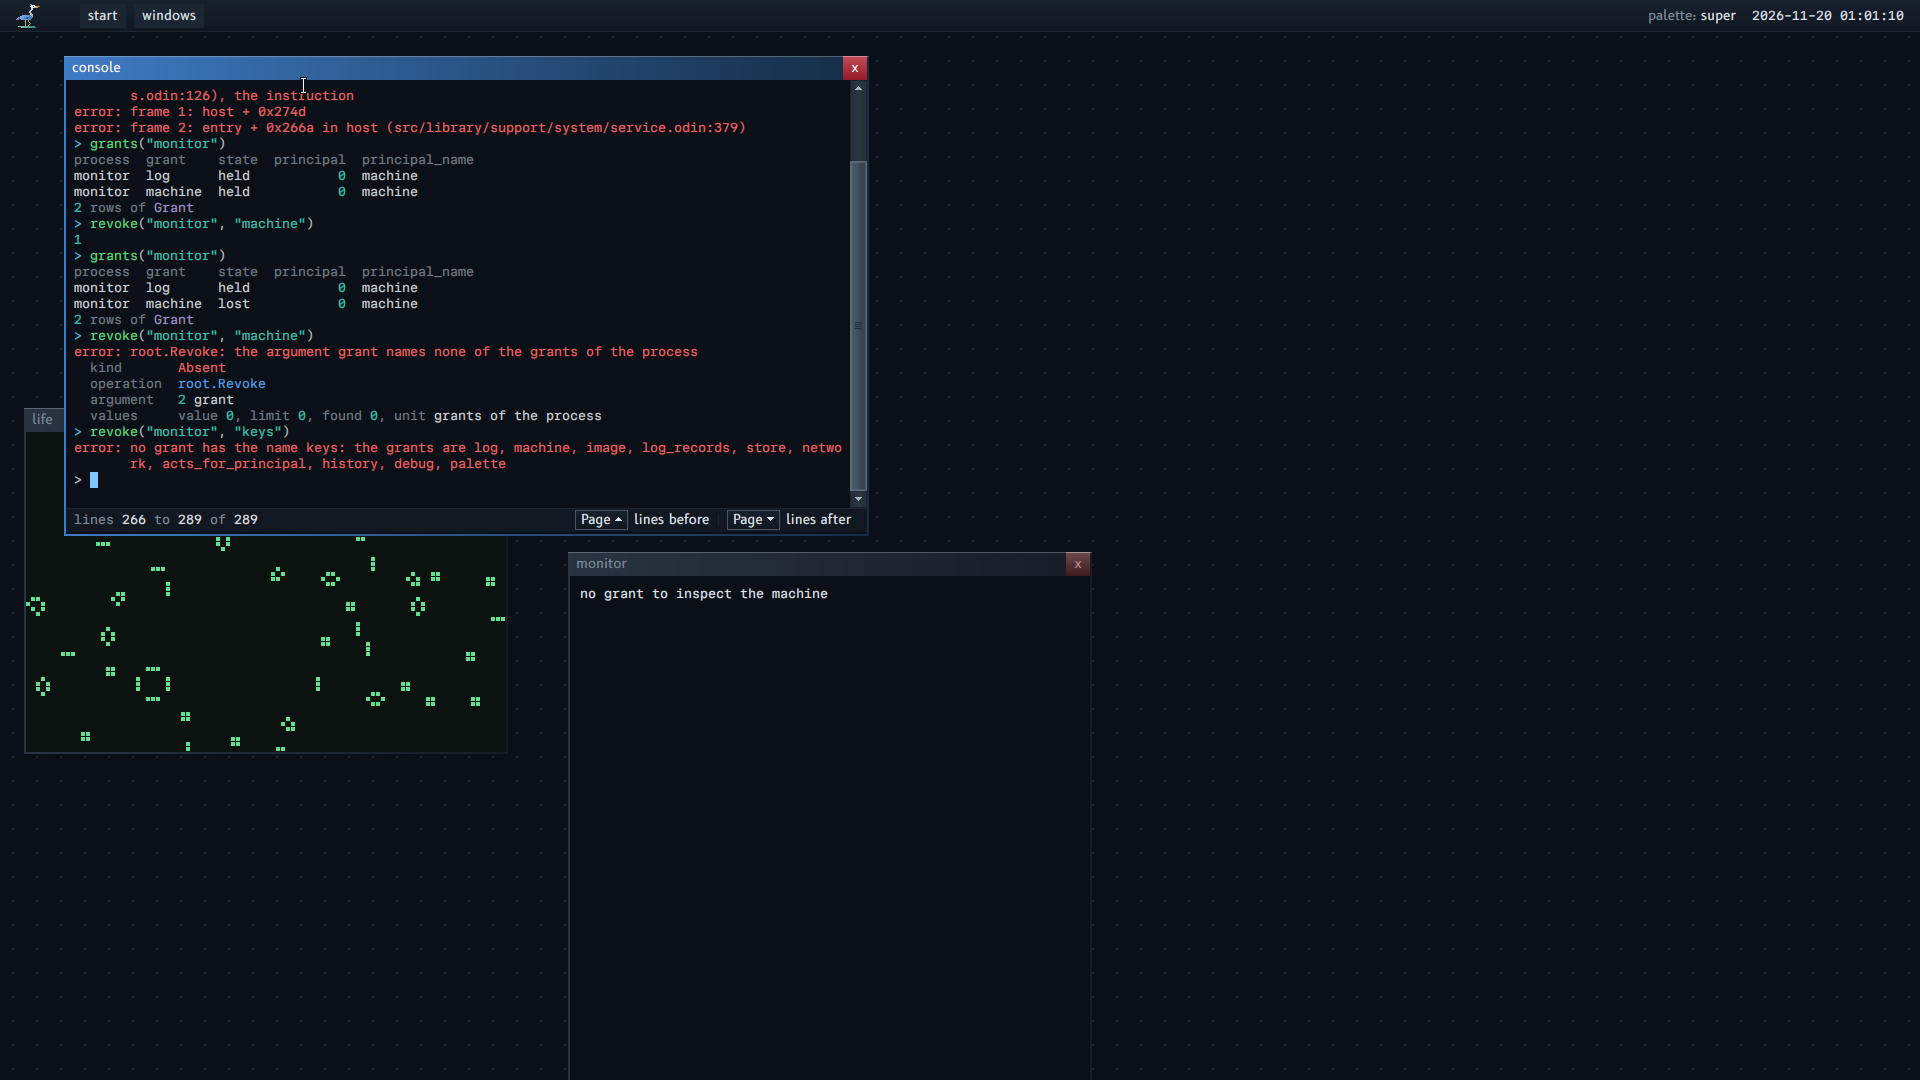 start windows palette: super 2026-11-20 01:01:10
console x
s.odin:126), the instruction
error: frame 1: host + 0x274d
error: frame 2: entry + 0x266a in host (src/library/support/system/service.odin:379)
> grants("monitor")
process grant state principal principal_name
monitor log held 0 machine
monitor machine held 0 machine
2 rows of Grant
> revoke("monitor", "machine")
1
> grants("monitor")
process grant state principal principal_name
monitor log held 0 machine
monitor machine lost 0 machine
2 rows of Grant
> revoke("monitor", "machine")
error: root.Revoke: the argument grant names none of the grants of the process
kind Absent
operation root.Revoke
argument 2 grant
values value 0, limit 0, found 0, unit grants of the process
> revoke("monitor", "keys")
error: no grant has the name keys: the grants are log, machine, image, log_records, store, netwo
rk, acts_for_principal, history, debug, palette
>
lines 266 to 289 of 289 Page lines before Page lines after
life
monitor x
no grant to inspect the machine